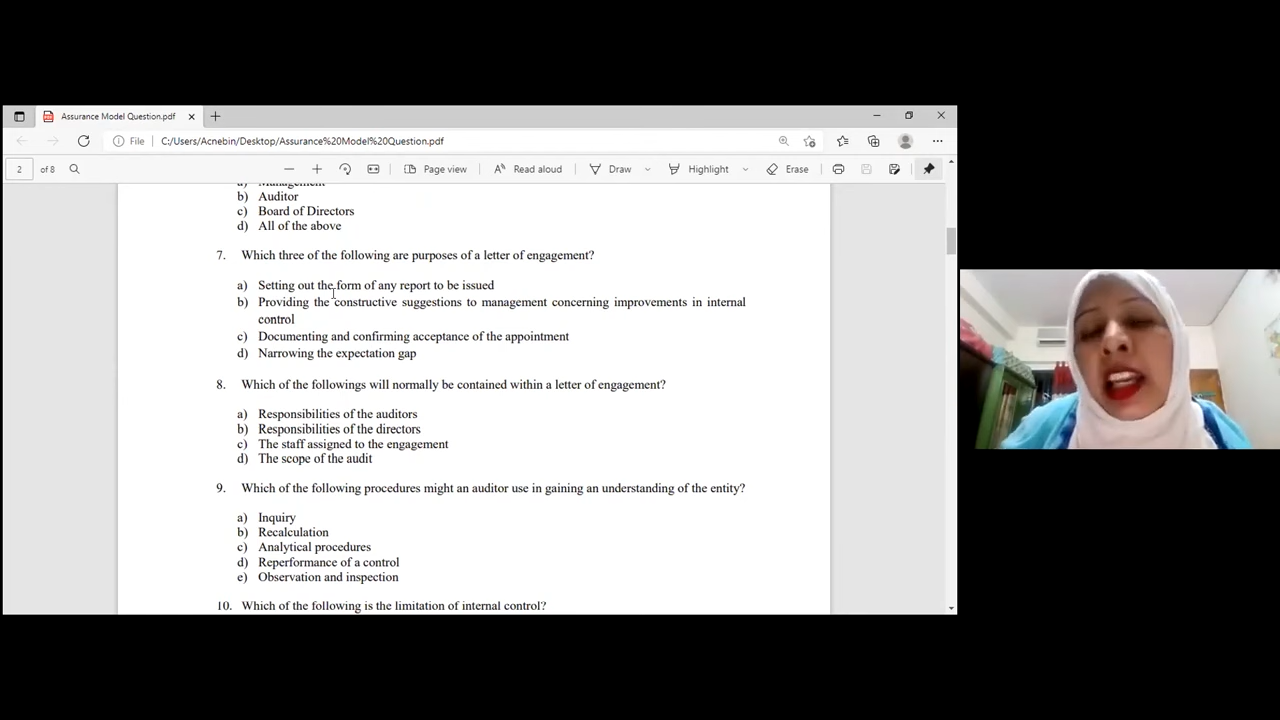 Assurance Model Question.pdf
File C:/Users/Acnebin/Desktop/Assurance%20Model%20Question.pdf
2 of 8 Page view Read aloud Draw Highlight Erase
a) Management
b) Auditor
c) Board of Directors
d) All of the above
7. Which three of the following are purposes of a letter of engagement?
a) Setting out the form of any report to be issued
b) Providing the constructive suggestions to management concerning improvements in internal
control
c) Documenting and confirming acceptance of the appointment
d) Narrowing the expectation gap
8. Which of the followings will normally be contained within a letter of engagement?
a) Responsibilities of the auditors
b) Responsibilities of the directors
c) The staff assigned to the engagement
d) The scope of the audit
9. Which of the following procedures might an auditor use in gaining an understanding of the entity?
a) Inquiry
b) Recalculation
c) Analytical procedures
d) Reperformance of a control
e) Observation and inspection
10. Which of the following is the limitation of internal control?